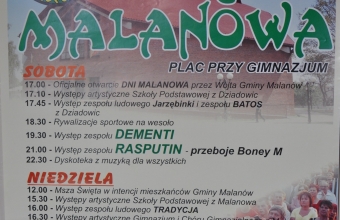 MALANOWA
PLAC PRZY GIMNAZJUM
SOBOTA
17.00 - Oficjalne otwarcie DNI MALANOWA przez Wójta Gminy Malanów
17.10 - Występy artystyczne Szkoły Podstawowej z Dziadowic
17.45 - Występ zespołu ludowego Jarzębinki i zespołu BATOS
z Dziadowic
18.30 - Rywalizacje sportowe na wesoło
19.30 - Występ zespołu DEMENTI
21.00 - Występ zespołu RASPUTIN - przeboje Boney M
22.30 - Dyskoteka z muzyką dla wszystkich
NIEDZIELA
12.00 - Msza Święta w intencji mieszkańców Gminy Malanów
15.30 - Występy artystyczne Szkoły Podstawowej z Malanowa
16.00 - Występ zespołu ludowego TRADYCJA
16.30 - Występy artystyczne Gimnazjum i Chóru